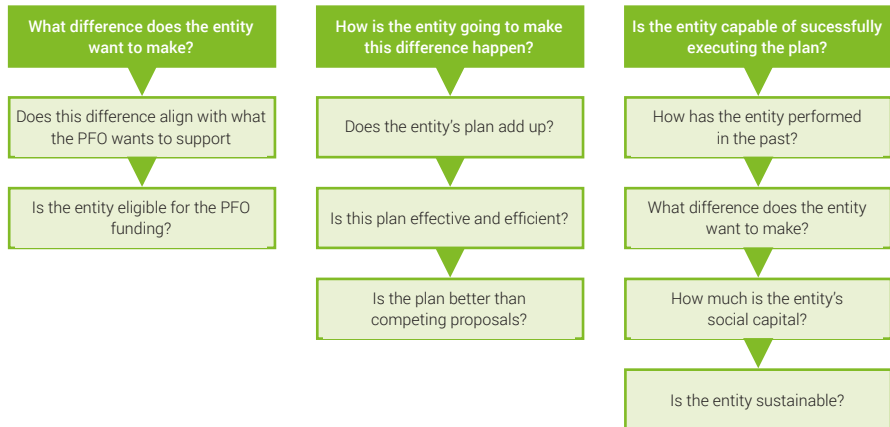 What difference does the entity
want to make?
Does this difference align with what
the PFO wants to support
Is the entity eligible for the PFO
funding?
How is the entity going to make
this difference happen?
Does the entity's plan add up?
Is this plan effective and efficient?
Is the plan better than
competing proposals?
Is the entity capable of sucessfully
executing the plan?
How has the entity performed
in the past?
What difference does the entity
want to make?
How much is the entity's
social capital?
Is the entity sustainable?